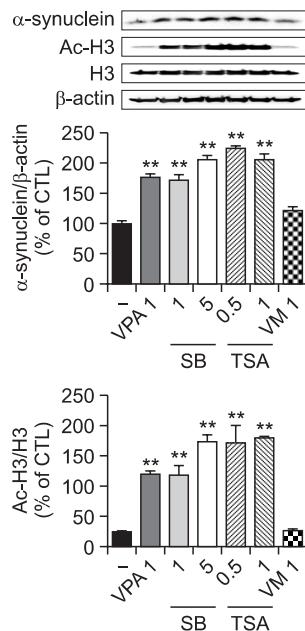 α-synuclein
Ac-H3
H3
β-actin
α-synuclein/β-actin
(% of CTL)
250
200
150
100
50
0
** ** ** ** **
– VPA 1 1 5 0.5 1 VM 1
SB TSA
Ac-H3/H3
(% of CTL)
250
200
150
100
50
0
** ** ** ** **
– VPA 1 1 5 0.5 1 VM 1
SB TSA